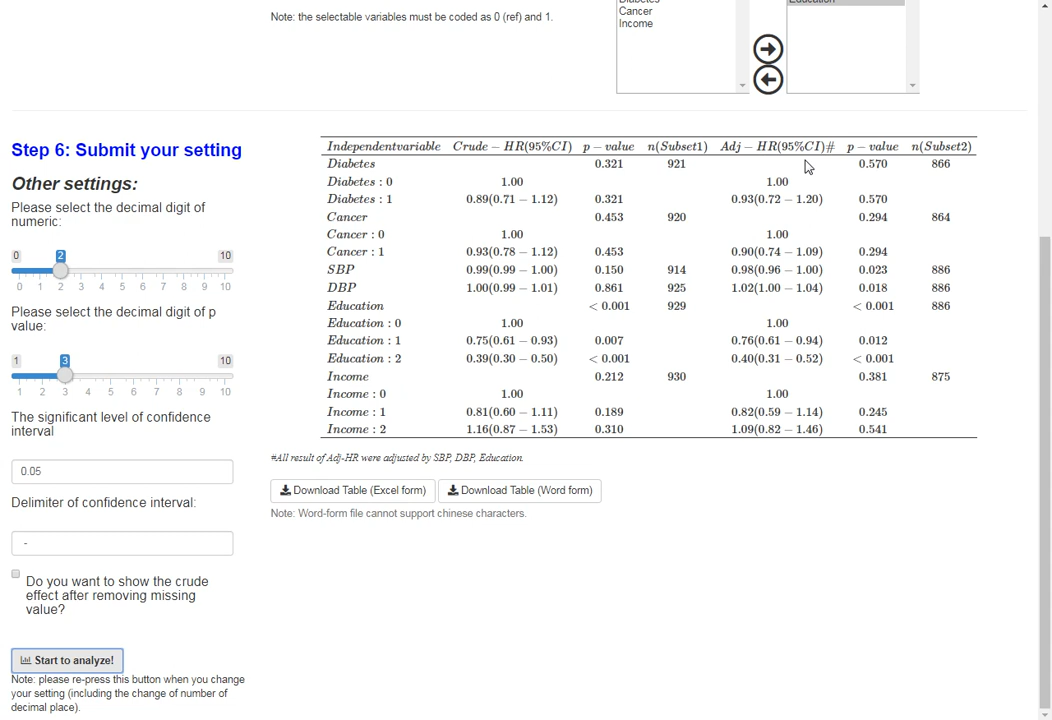 Diabetes
Cancer
Income
Education
Note: the selectable variables must be coded as 0 (ref) and 1.
Step 6: Submit your setting
Other settings:
Please select the decimal digit of
numeric:
0 2 10
0 1 2 3 4 5 6 7 8 9 10
Please select the decimal digit of p
value:
1 3 10
1 2 3 4 5 6 7 8 9 10
The significant level of confidence
interval
0.05
Delimiter of confidence interval:
-
Do you want to show the crude
effect after removing missing
value?
Start to analyze!
Note: please re-press this button when you change
your setting (including the change of number of
decimal place).
Independentvariable Crude − HR(95%CI) p − value n(Subset1) Adj − HR(95%CI)# p − value n(Subset2)
Diabetes 0.321 921 0.570 866
Diabetes : 0 1.00 1.00
Diabetes : 1 0.89(0.71 − 1.12) 0.321 0.93(0.72 − 1.20) 0.570
Cancer 0.453 920 0.294 864
Cancer : 0 1.00 1.00
Cancer : 1 0.93(0.78 − 1.12) 0.453 0.90(0.74 − 1.09) 0.294
SBP 0.99(0.99 − 1.00) 0.150 914 0.98(0.96 − 1.00) 0.023 886
DBP 1.00(0.99 − 1.01) 0.861 925 1.02(1.00 − 1.04) 0.018 886
Education < 0.001 929 < 0.001 886
Education : 0 1.00 1.00
Education : 1 0.75(0.61 − 0.93) 0.007 0.76(0.61 − 0.94) 0.012
Education : 2 0.39(0.30 − 0.50) < 0.001 0.40(0.31 − 0.52) < 0.001
Income 0.212 930 0.381 875
Income : 0 1.00 1.00
Income : 1 0.81(0.60 − 1.11) 0.189 0.82(0.59 − 1.14) 0.245
Income : 2 1.16(0.87 − 1.53) 0.310 1.09(0.82 − 1.46) 0.541
#All result of Adj-HR were adjusted by SBP, DBP, Education.
Download Table (Excel form) Download Table (Word form)
Note: Word-form file cannot support chinese characters.